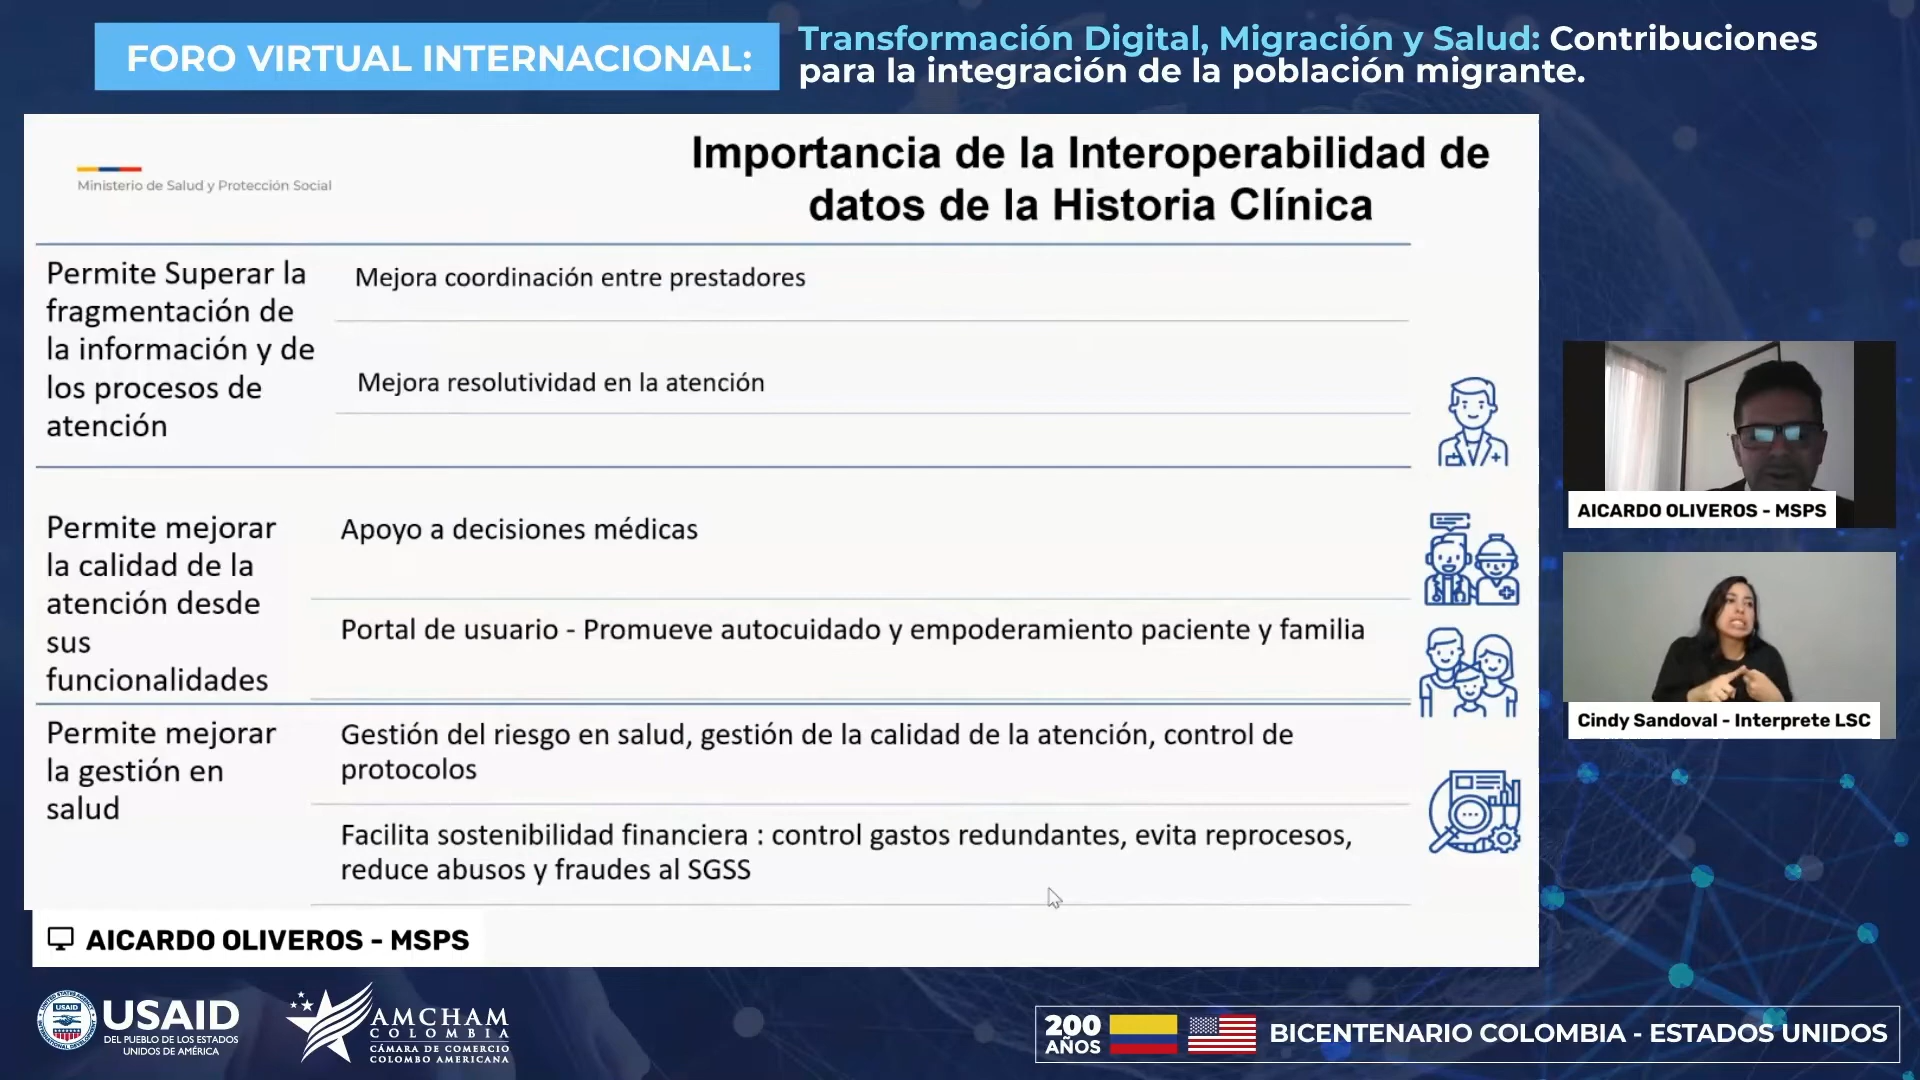 FORO VIRTUAL INTERNACIONAL:
Transformación Digital, Migración y Salud: Contribuciones
para la integración de la población migrante.
Ministerio de Salud y Protección Social
Importancia de la Interoperabilidad de
datos de la Historia Clínica
Permite Superar la
fragmentación de
la información y de
los procesos de
atención
Mejora coordinación entre prestadores
Mejora resolutividad en la atención
Permite mejorar
la calidad de la
atención desde
sus
funcionalidades
Apoyo a decisiones médicas
Portal de usuario - Promueve autocuidado y empoderamiento paciente y familia
Permite mejorar
la gestión en
salud
Gestión del riesgo en salud, gestión de la calidad de la atención, control de
protocolos
Facilita sostenibilidad financiera : control gastos redundantes, evita reprocesos,
reduce abusos y fraudes al SGSS
AICARDO OLIVEROS - MSPS
Cindy Sandoval - Interprete LSC
AICARDO OLIVEROS - MSPS
USAID
USAID
DEL PUEBLO DE LOS ESTADOS
UNIDOS DE AMÉRICA
AMCHAM
COLOMBIA
CÁMARA DE COMERCIO
COLOMBO AMERICANA
200
AÑOS
BICENTENARIO COLOMBIA - ESTADOS UNIDOS